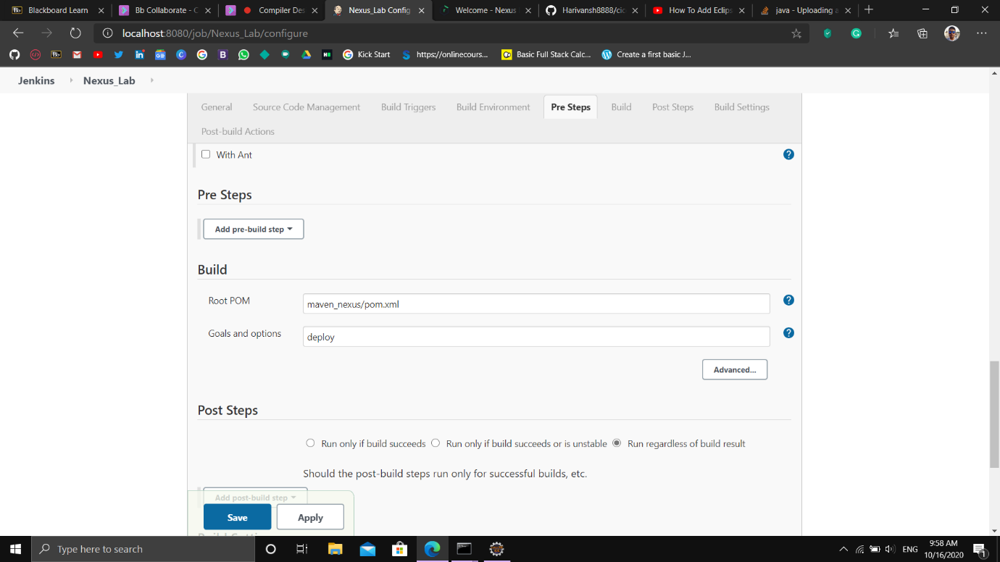 Blackboard Learn
Bb Collaborate - C
Compiler Des
Nexus_Lab Config
Welcome - Nexus
Harivansh8888/cic
How To Add Eclips
java - Uploading a
localhost:8080/job/Nexus_Lab/configure
Kick Start
https://onlinecours...
Basic Full Stack Calc...
Create a first basic J...
Jenkins
Nexus_Lab
General
Source Code Management
Build Triggers
Build Environment
Pre Steps
Build
Post Steps
Build Settings
Post-build Actions
With Ant
Pre Steps
Add pre-build step
Build
Root POM
maven_nexus/pom.xml
Goals and options
deploy
Advanced...
Post Steps
Run only if build succeeds
Run only if build succeeds or is unstable
Run regardless of build result
Should the post-build steps run only for successful builds, etc.
Add post-build step
Save
Apply
Type here to search
ENG
9:58 AM
10/16/2020
1